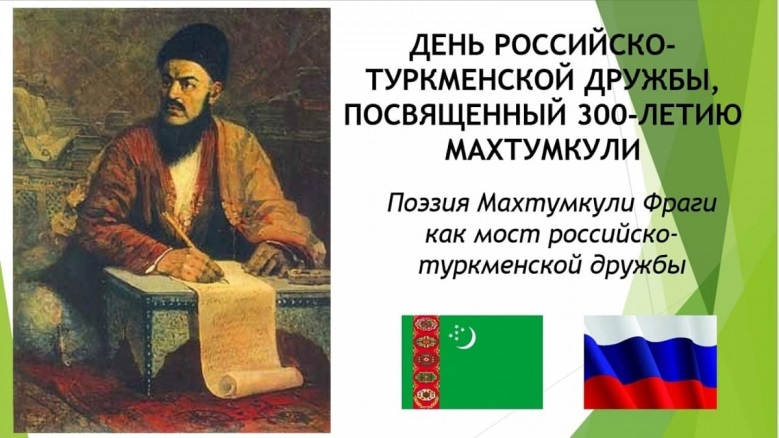 ДЕНЬ РОССИЙСКО-
ТУРКМЕНСКОЙ ДРУЖБЫ,
ПОСВЯЩЕННЫЙ 300-ЛЕТИЮ
МАХТУМКУЛИ
Поэзия Махтумкули Фраги
как мост российско-
туркменской дружбы